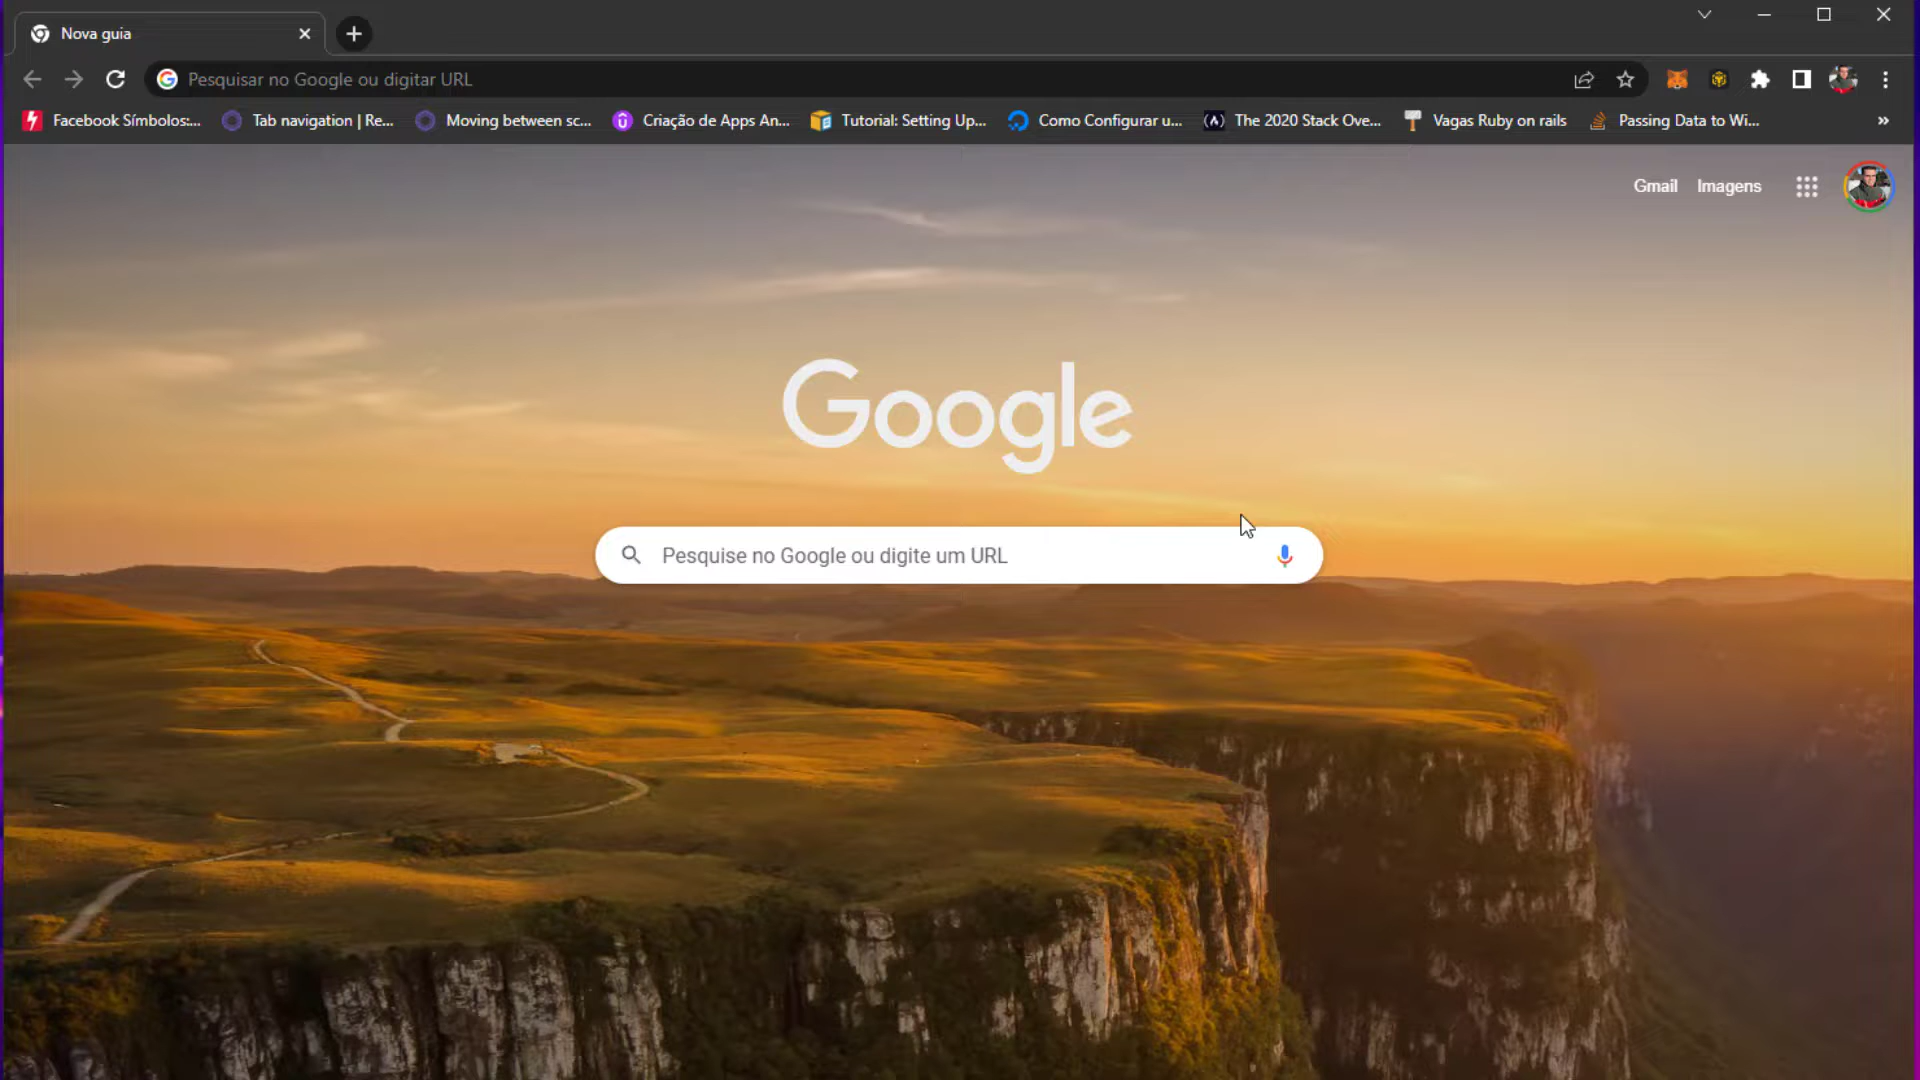 Nova guia
Pesquisar no Google ou digitar URL
Facebook Símbolos:... Tab navigation | Re... Moving between sc... Criação de Apps An... Tutorial: Setting Up... Como Configurar u... The 2020 Stack Ove... Vagas Ruby on rails Passing Data to Wi... »
Gmail Imagens
Google
Pesquise no Google ou digite um URL